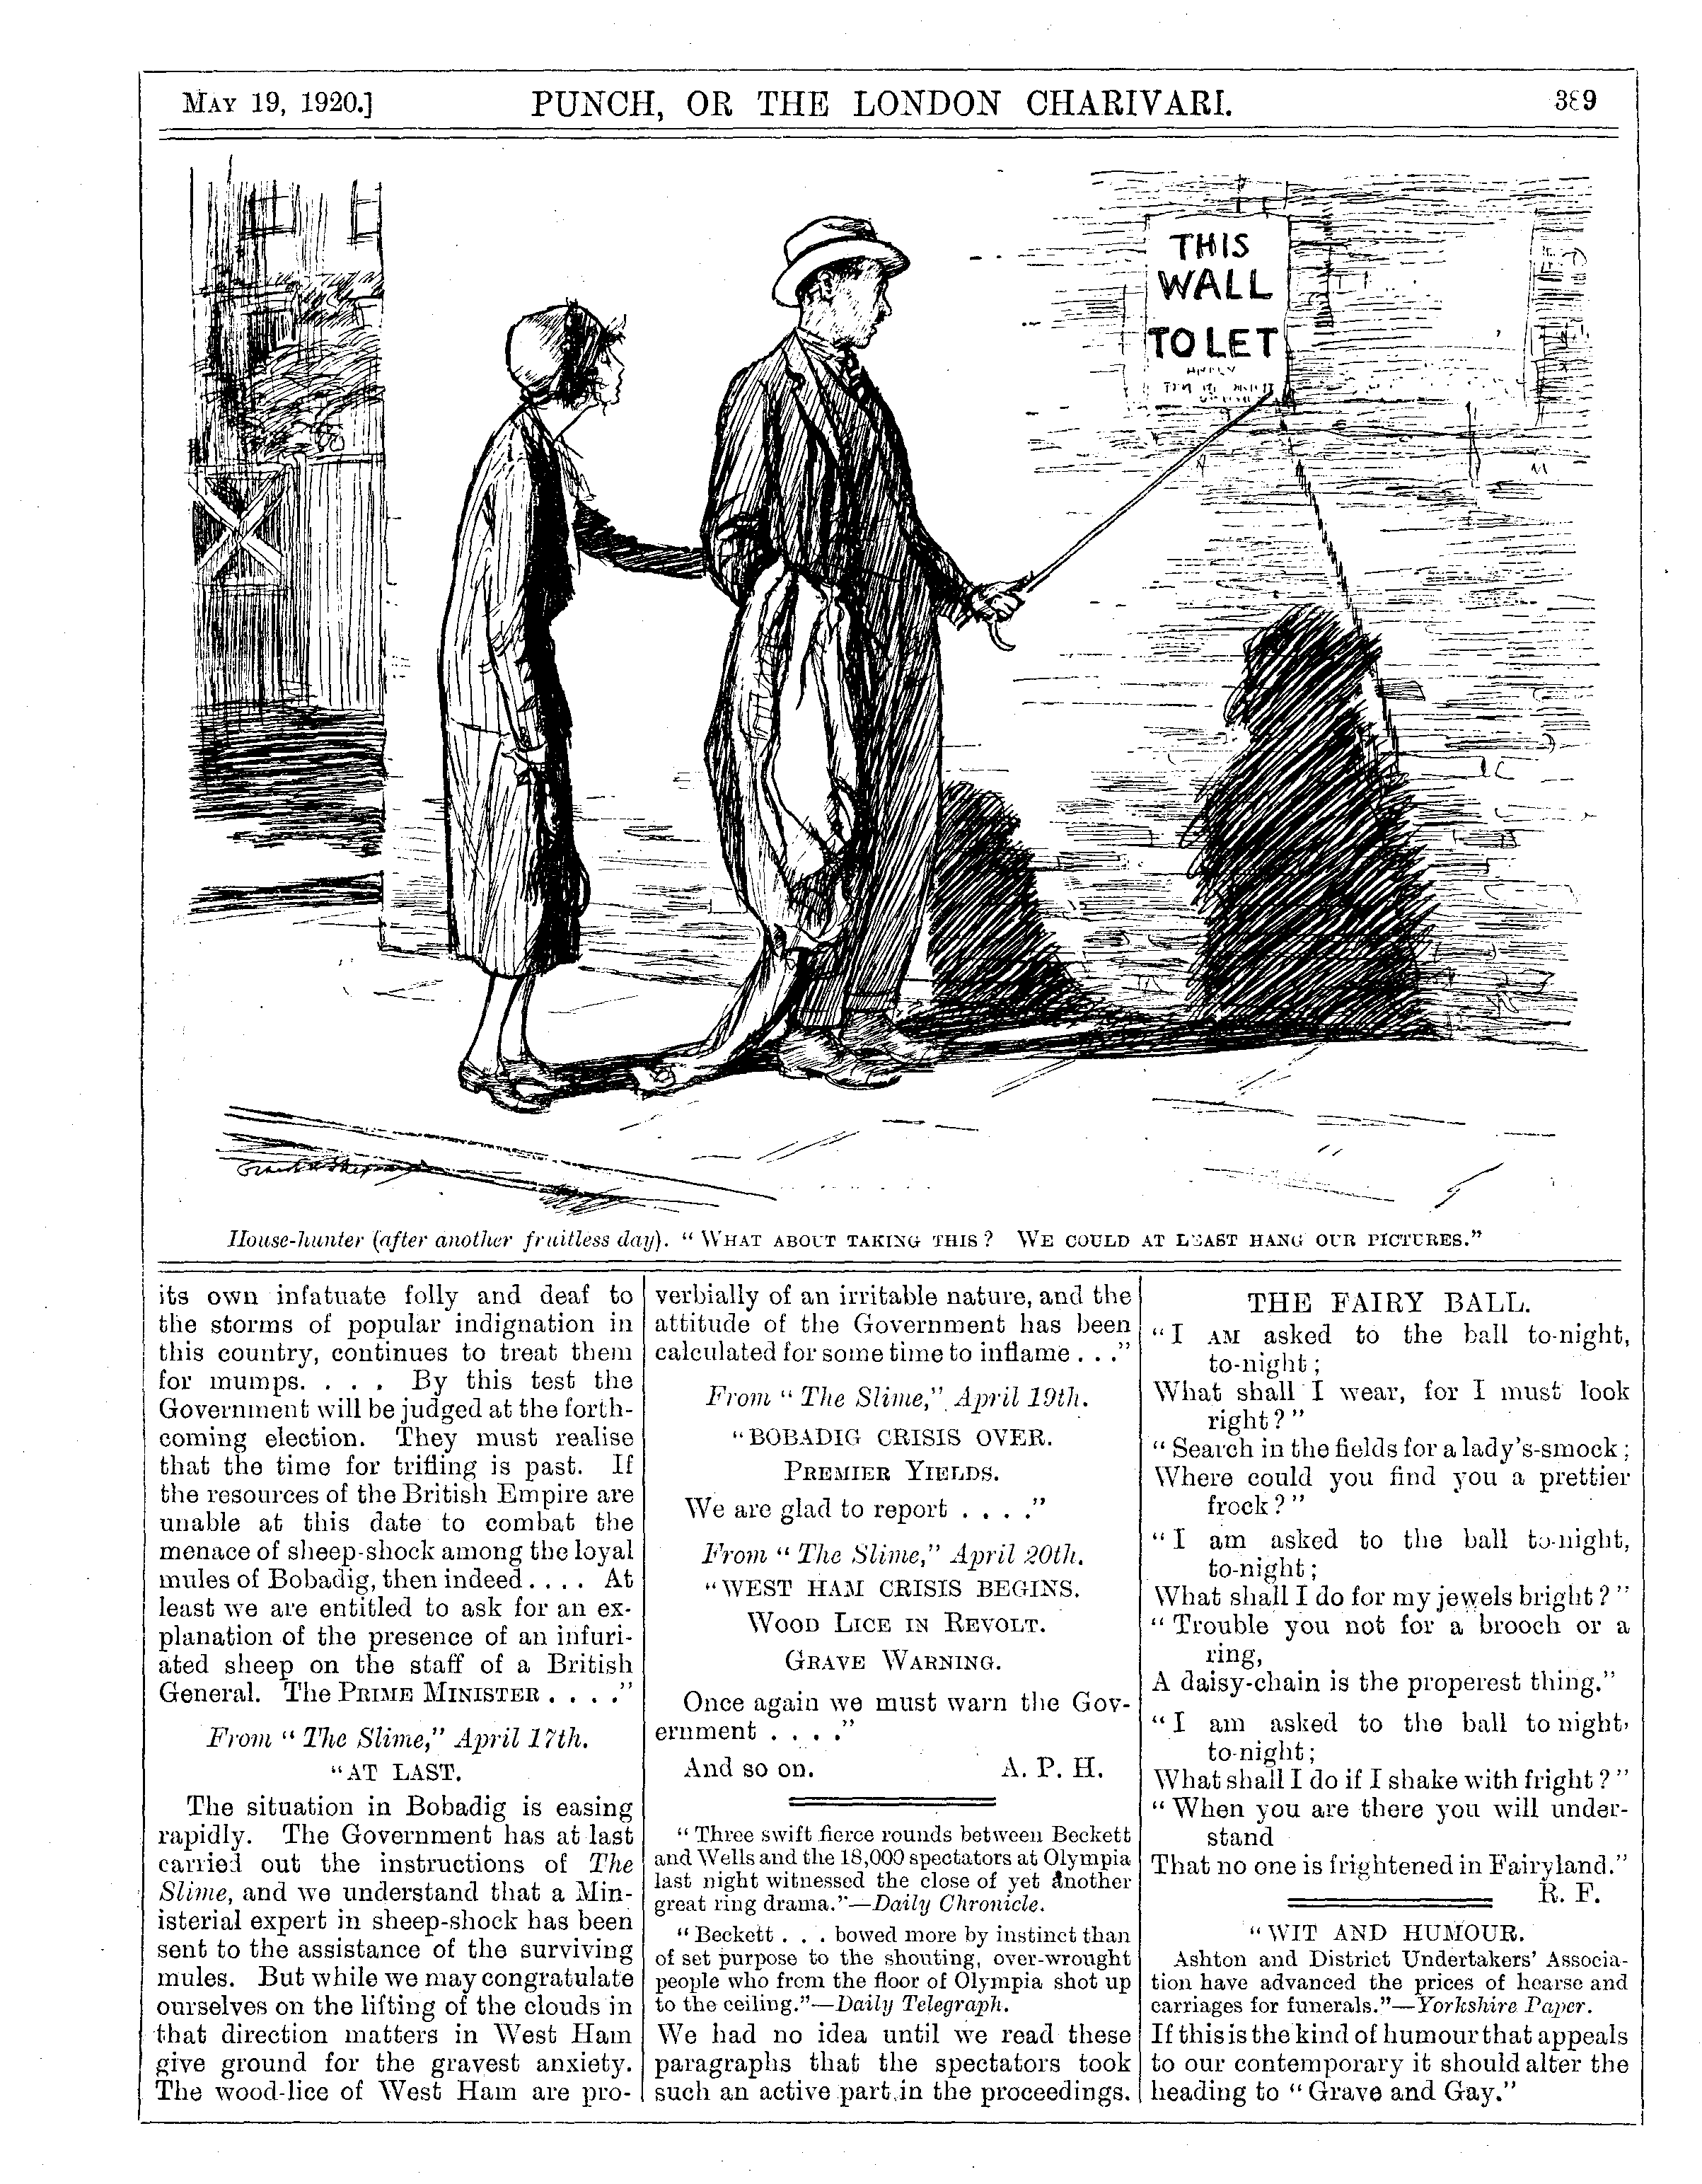 MAY 19, 1920.]
PUNCH, OR THE LONDON CHARIVARI.
389
THIS
WALL
TO LET
House-hunter (after another fruitless day). "WHAT ABOUT TAKING THIS? WE COULD AT LEAST HANG OUR PICTURES."
its own infatuate folly and deaf to
the storms of popular indignation in
this country, continues to treat them
for mumps. . . . By this test the
Government will be judged at the forth-
coming election. They must realise
that the time for trifling is past. If
the resources of the British Empire are
unable at this date to combat the
menace of sheep-shock among the loyal
mules of Bobadig, then indeed . . . . At
least we are entitled to ask for an ex-
planation of the presence of an infuri-
ated sheep on the staff of a British
General. The PRIME MINISTER . . . ."
From "The Slime," April 17th.
"AT LAST.
The situation in Bobadig is easing
rapidly. The Government has at last
carried out the instructions of The
Slime, and we understand that a Min-
isterial expert in sheep-shock has been
sent to the assistance of the surviving
mules. But while we may congratulate
ourselves on the lifting of the clouds in
that direction matters in West Ham
give ground for the gravest anxiety.
The wood-lice of West Ham are pro-
verbially of an irritable nature, and the
attitude of the Government has been
calculated for some time to inflame . . ."
From "The Slime," April 19th.
"BOBADIG CRISIS OVER.
PREMIER YIELDS.
We are glad to report . . . ."
From "The Slime," April 20th.
"WEST HAM CRISIS BEGINS.
WOOD LICE IN REVOLT.
GRAVE WARNING.
Once again we must warn the Gov-
ernment . . . ."
And so on. A. P. H.
"Three swift fierce rounds between Beckett
and Wells and the 18,000 spectators at Olympia
last night witnessed the close of yet another
great ring drama."—Daily Chronicle.
"Beckett . . . bowed more by instinct than
of set purpose to the shouting, over-wrought
people who from the floor of Olympia shot up
to the ceiling."—Daily Telegraph.
We had no idea until we read these
paragraphs that the spectators took
such an active part in the proceedings.
THE FAIRY BALL.
"I AM asked to the ball to-night,
to-night;
What shall I wear, for I must look
right?"
"Search in the fields for a lady's-smock;
Where could you find you a prettier
frock?"
"I am asked to the ball to-night,
to-night;
What shall I do for my jewels bright?"
"Trouble you not for a brooch or a
ring,
A daisy-chain is the properest thing."
"I am asked to the ball to night,
to-night;
What shall I do if I shake with fright?"
"When you are there you will under-
stand
That no one is frightened in Fairyland."
R. F.
"WIT AND HUMOUR.
Ashton and District Undertakers' Associa-
tion have advanced the prices of hearse and
carriages for funerals."—Yorkshire Paper.
If this is the kind of humour that appeals
to our contemporary it should alter the
heading to "Grave and Gay."